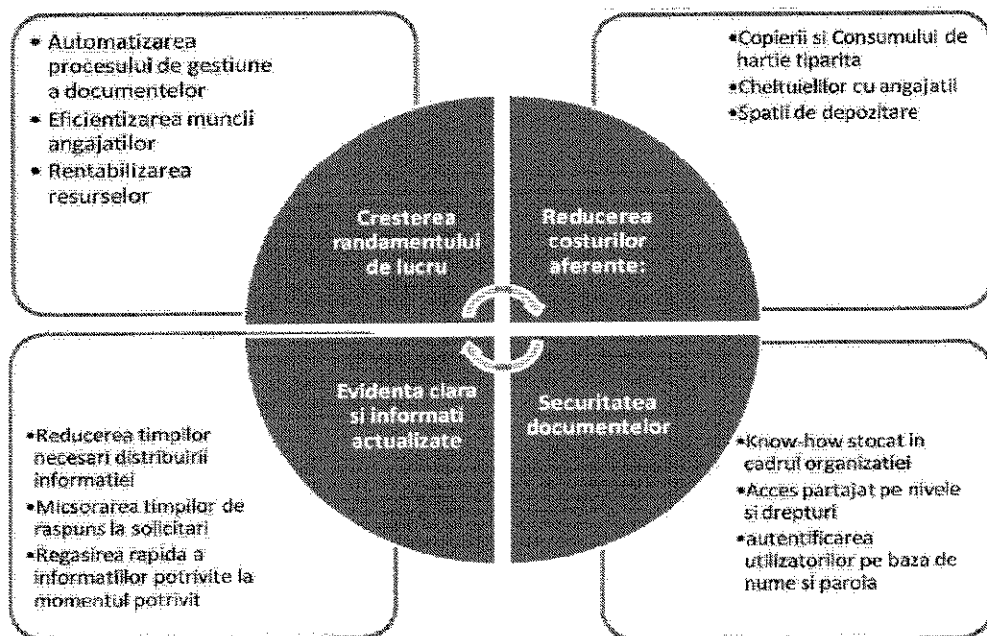 • Automatizarea
procesului de gestiune
a documentelor
• Eficientizarea muncii
angajatilor
• Rentabilizarea
resurselor
Cresterea
randamentului
de lucru
•Copierii si Consumului de
hartie tiparita
•Cheltuielilor cu angajatii
•Spatii de depozitare
Reducerea
costurilor
aferente:
Evidenta clara
si informati
actualizate
•Reducerea timpilor
necesari distribuirii
informatiei
•Micsorarea timpilor de
raspuns la solicitari
•Regasirea rapida a
informatiilor potrivite la
momentul potrivit
Securitatea
documentelor
•Know-how stocat in
cadrul organizatiei
•Acces partajat pe nivele
si drepturi
•autentificarea
utilizatorilor pe baza de
nume si parola